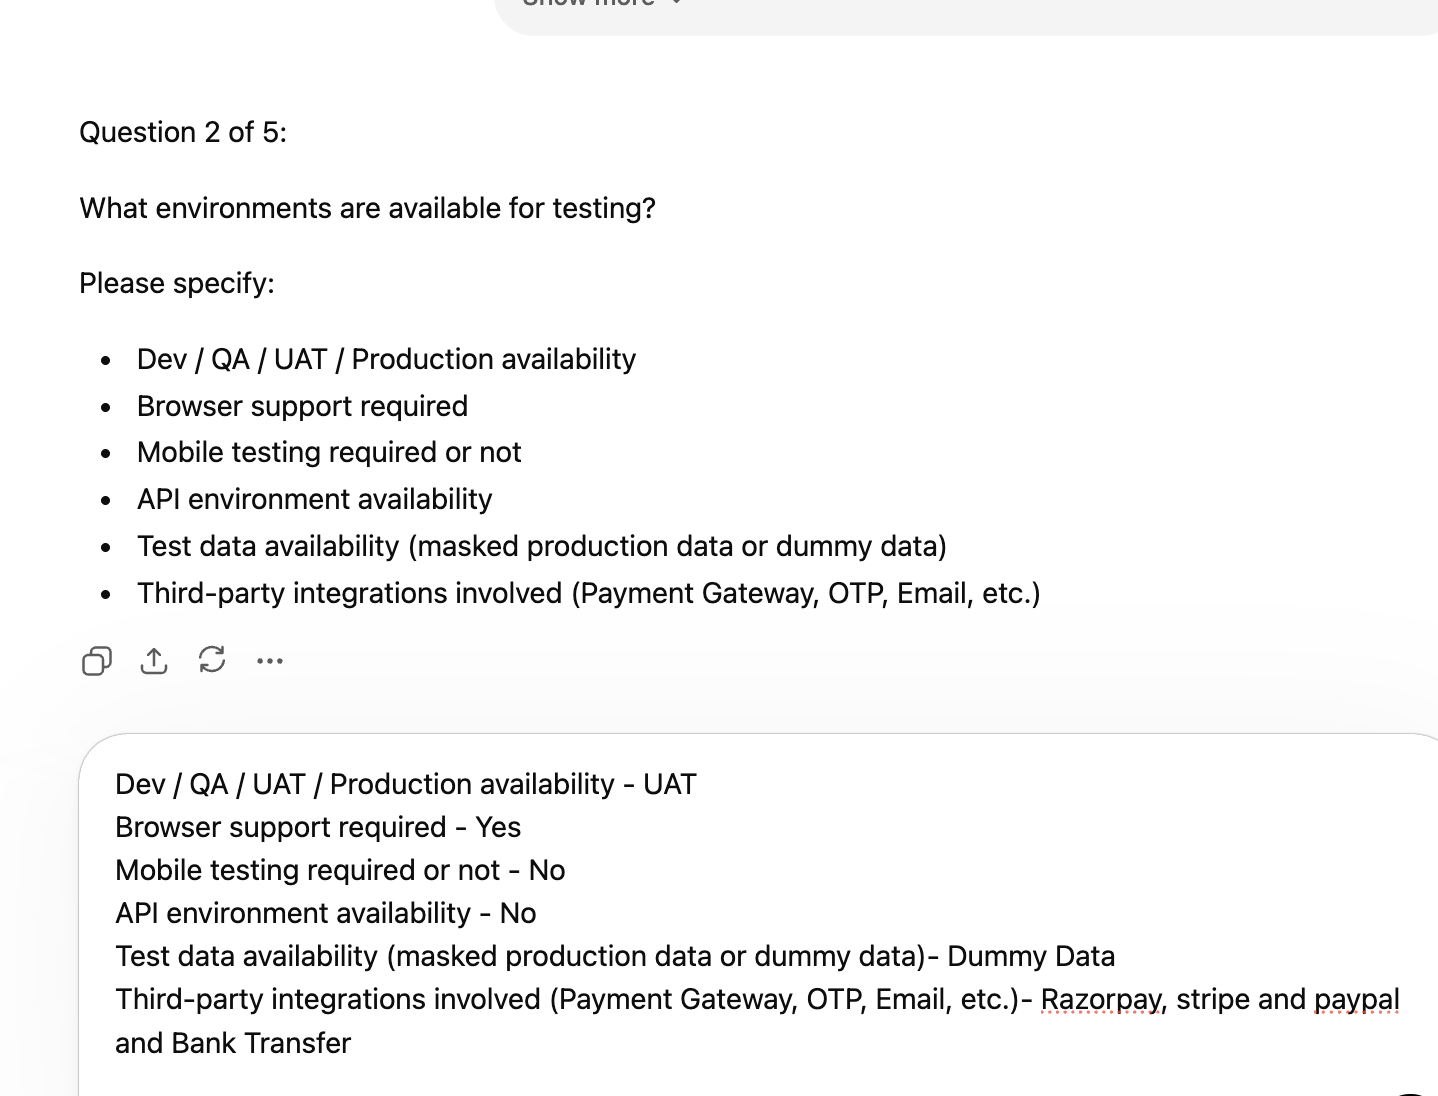 Show more
Question 2 of 5:
What environments are available for testing?
Please specify:
• Dev / QA / UAT / Production availability
• Browser support required
• Mobile testing required or not
• API environment availability
• Test data availability (masked production data or dummy data)
• Third-party integrations involved (Payment Gateway, OTP, Email, etc.)
Dev / QA / UAT / Production availability - UAT
Browser support required - Yes
Mobile testing required or not - No
API environment availability - No
Test data availability (masked production data or dummy data)- Dummy Data
Third-party integrations involved (Payment Gateway, OTP, Email, etc.)- Razorpay, stripe and paypal
and Bank Transfer